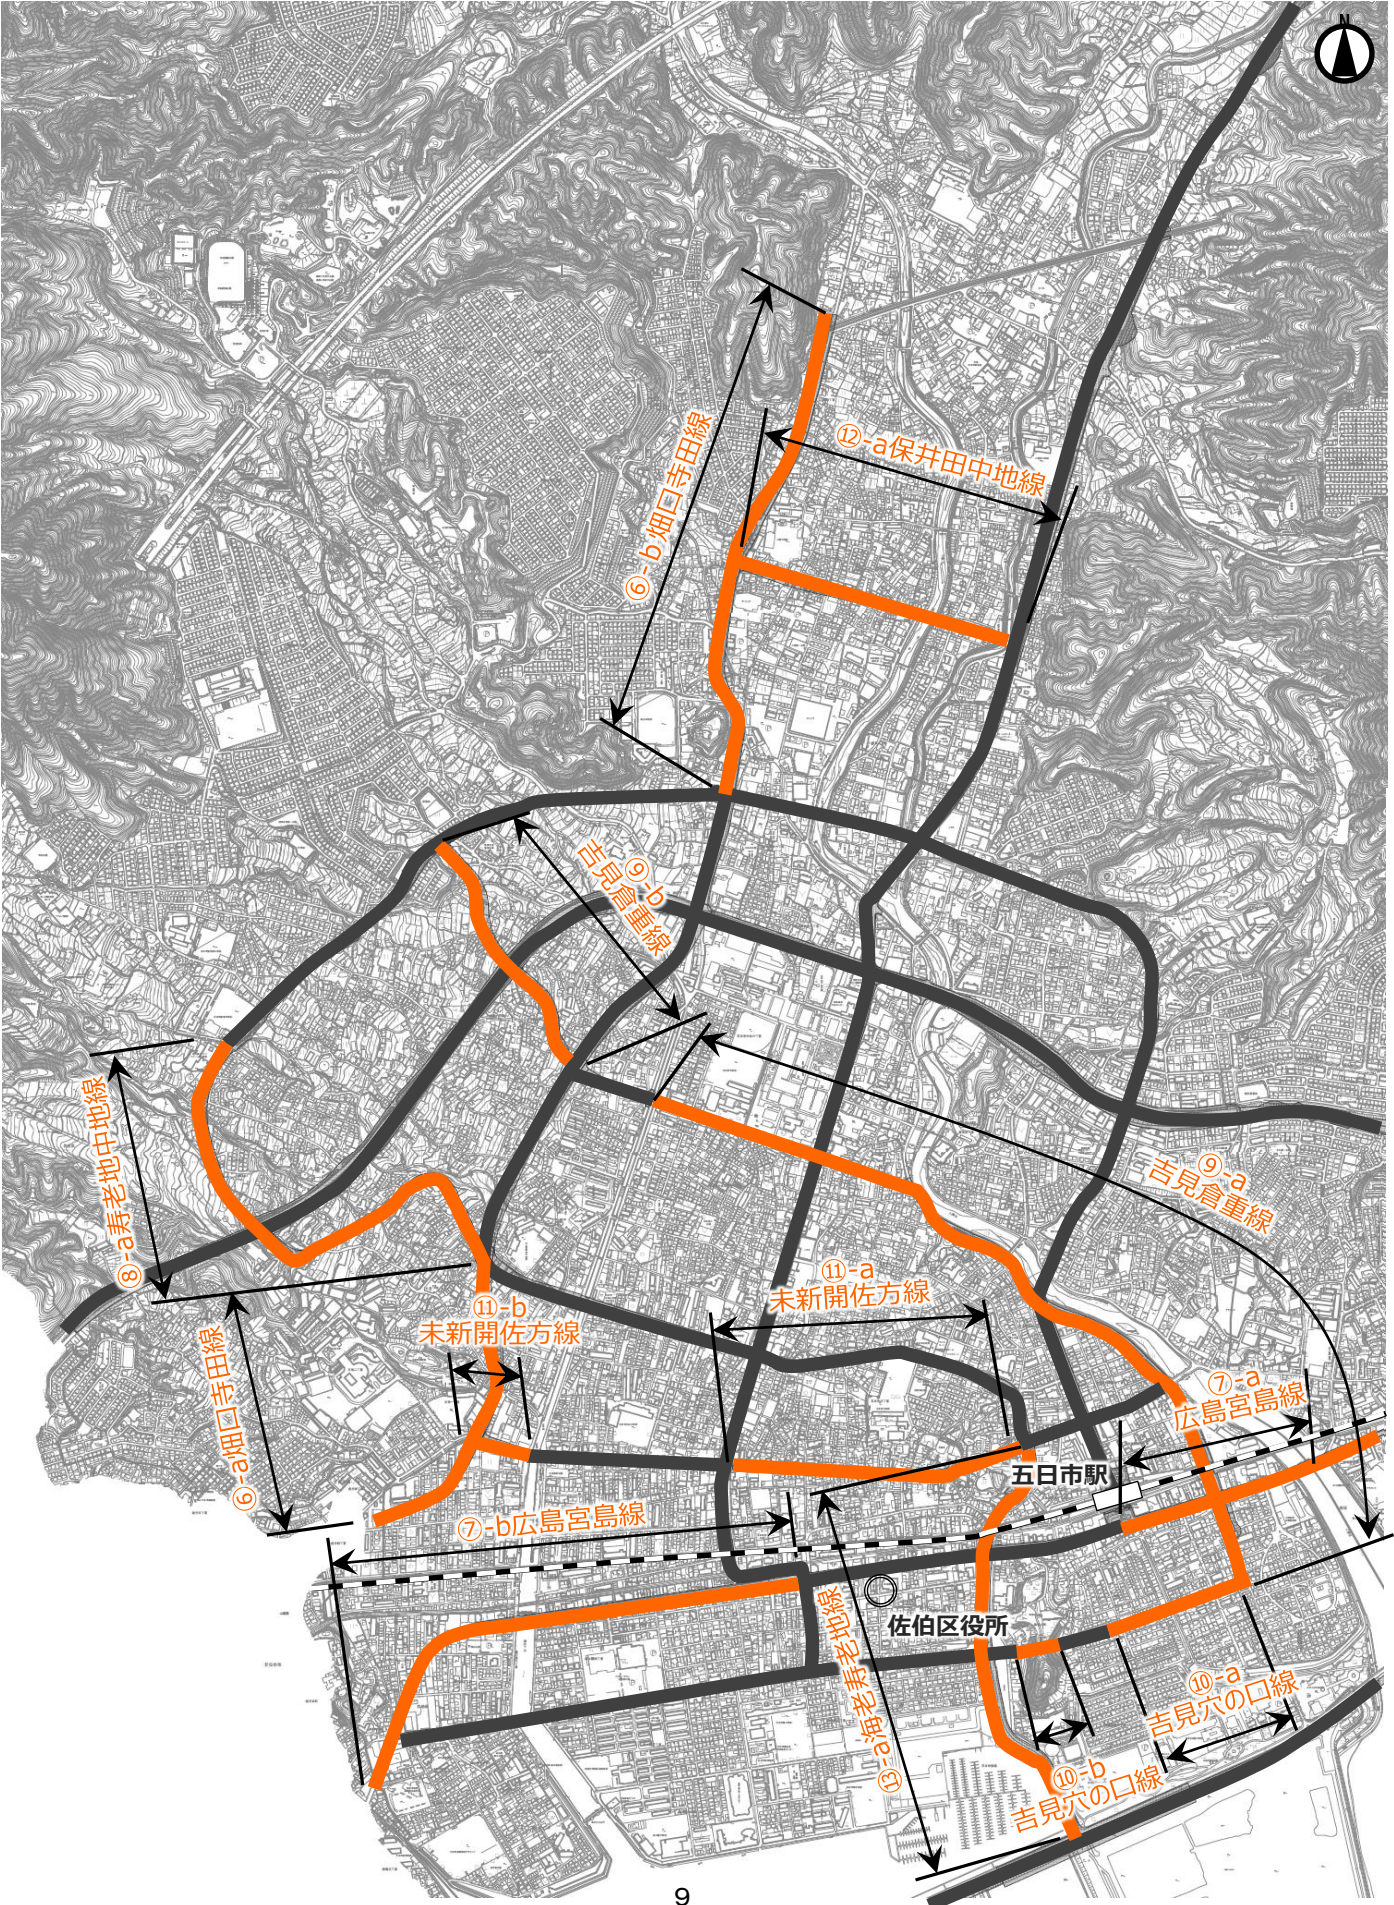 N
⑫-a保井田中地線
⑥-b畑口寺田線
⑨-b
吉見倉重線
⑧-a寿老地中地線
⑨-a
吉見倉重線
⑪-a
未新開佐方線
⑪-b
未新開佐方線
⑥-a'畑口寺田線
⑦-a
広島宮島線
五日市駅
⑦-b広島宮島線
佐伯区役所
⑬-a海老寿老地線
⑩-a
吉見穴の口線
⑩-b
吉見穴の口線
9